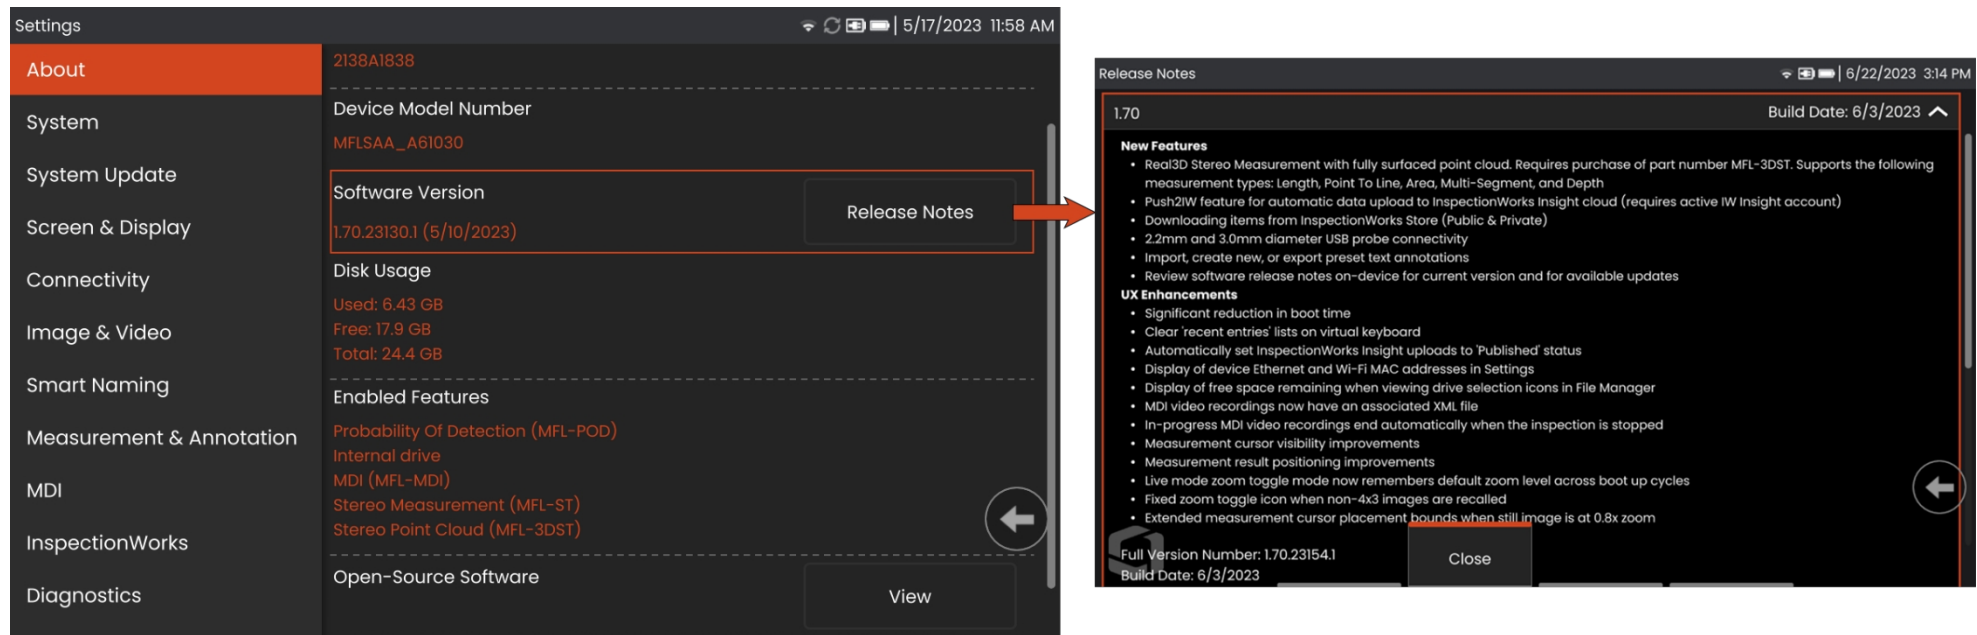 Settings
5/17/2023 11:58 AM
About
System
System Update
Screen & Display
Connectivity
Image & Video
Smart Naming
Measurement & Annotation
MDI
InspectionWorks
Diagnostics
2138A1838
Device Model Number
MFLSAA_A61030
Software Version
1.70.23130.1 (5/10/2023)
Release Notes
Disk Usage
Used: 6.43 GB
Free: 17.9 GB
Total: 24.4 GB
Enabled Features
Probability Of Detection (MFL-POD)
Internal drive
MDI (MFL-MDI)
Stereo Measurement (MFL-ST)
Stereo Point Cloud (MFL-3DST)
Open-Source Software
View
Release Notes
6/22/2023 3:14 PM
1.70
Build Date: 6/3/2023
New Features
• Real3D Stereo Measurement with fully surfaced point cloud. Requires purchase of part number MFL-3DST. Supports the following
measurement types: Length, Point To Line, Area, Multi-Segment, and Depth
• Push2IW feature for automatic data upload to InspectionWorks Insight cloud (requires active IW Insight account)
• Downloading items from InspectionWorks Store (Public & Private)
• 2.2mm and 3.0mm diameter USB probe connectivity
• Import, create new, or export preset text annotations
• Review software release notes on-device for current version and for available updates
UX Enhancements
• Significant reduction in boot time
• Clear 'recent entries' lists on virtual keyboard
• Automatically set InspectionWorks Insight uploads to 'Published' status
• Display of device Ethernet and Wi-Fi MAC addresses in Settings
• Display of free space remaining when viewing drive selection icons in File Manager
• MDI video recordings now have an associated XML file
• In-progress MDI video recordings end automatically when the inspection is stopped
• Measurement cursor visibility improvements
• Measurement result positioning improvements
• Live mode zoom toggle mode now remembers default zoom level across boot up cycles
• Fixed zoom toggle icon when non-4x3 images are recalled
• Extended measurement cursor placement bounds when still image is at 0.8x zoom
Full Version Number: 1.70.23154.1
Build Date: 6/3/2023
Close